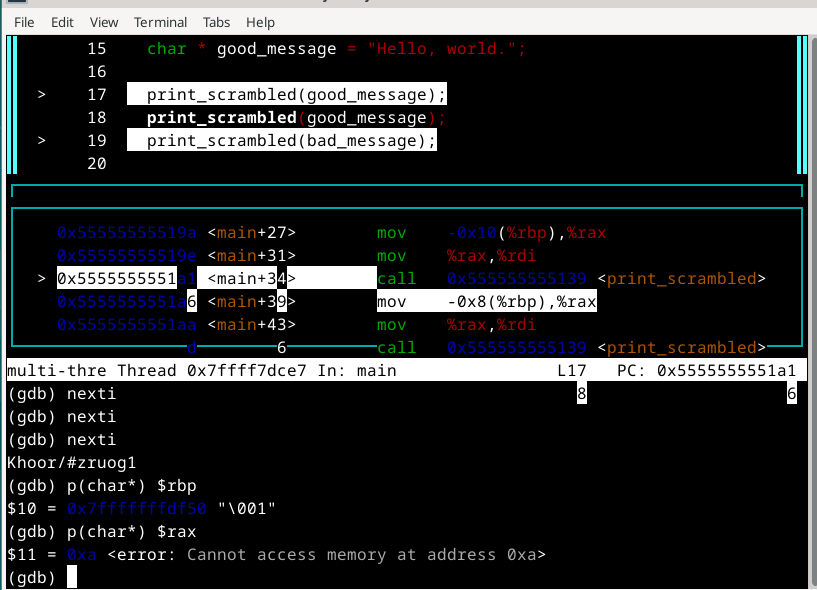 File Edit View Terminal Tabs Help
15 char * good_message = "Hello, world.";
16
> 17 print_scrambled(good_message);
18 print_scrambled(good_message);
> 19 print_scrambled(bad_message);
20
0x55555555519a <main+27> mov -0x10(%rbp),%rax
0x55555555519e <main+31> mov %rax,%rdi
> 0x5555555551a1 <main+34> call 0x555555555139 <print_scrambled>
0x5555555551a6 <main+39> mov -0x8(%rbp),%rax
0x5555555551aa <main+43> mov %rax,%rdi
d 6 call 0x555555555139 <print_scrambled>
multi-thre Thread 0x7ffff7dce7 In: main L17 PC: 0x5555555551a1
(gdb) nexti 8 6
(gdb) nexti
(gdb) nexti
Khoor/#zruog1
(gdb) p(char*) $rbp
$10 = 0x7fffffffdf50 "\001"
(gdb) p(char*) $rax
$11 = 0xa <error: Cannot access memory at address 0xa>
(gdb)